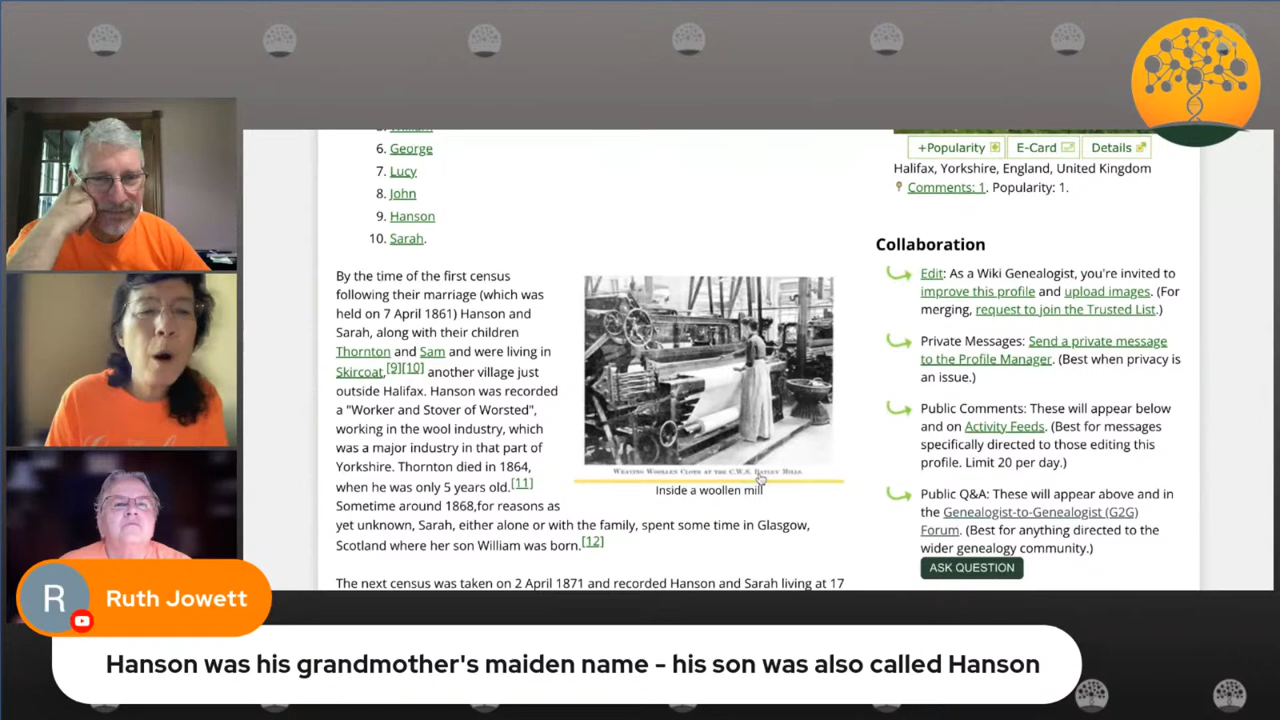 William
6. George
7. Lucy
8. John
9. Hanson
10. Sarah.
By the time of the first census
following their marriage (which was
held on 7 April 1861) Hanson and
Sarah, along with their children
Thornton and Sam and were living in
Skircoat,[9][10] another village just
outside Halifax. Hanson was recorded
a "Worker and Stover of Worsted",
working in the wool industry, which
was a major industry in that part of
Yorkshire. Thornton died in 1864,
when he was only 5 years old.[11]
Sometime around 1868,for reasons as
yet unknown, Sarah, either alone or with the family, spent some time in Glasgow,
Scotland where her son William was born.[12]
The next census was taken on 2 April 1871 and recorded Hanson and Sarah living at 17
Weaving Woollen Cloth at the C.W.S. Batley Mills.
Inside a woollen mill
+Popularity E-Card Details
Halifax, Yorkshire, England, United Kingdom
Comments: 1. Popularity: 1.
Collaboration
Edit: As a Wiki Genealogist, you're invited to
improve this profile and upload images. (For
merging, request to join the Trusted List.)
Private Messages: Send a private message
to the Profile Manager. (Best when privacy is
an issue.)
Public Comments: These will appear below
and on Activity Feeds. (Best for messages
specifically directed to those editing this
profile. Limit 20 per day.)
Public Q&A: These will appear above and in
the Genealogist-to-Genealogist (G2G)
Forum. (Best for anything directed to the
wider genealogy community.)
ASK QUESTION
R
Ruth Jowett
Hanson was his grandmother's maiden name - his son was also called Hanson